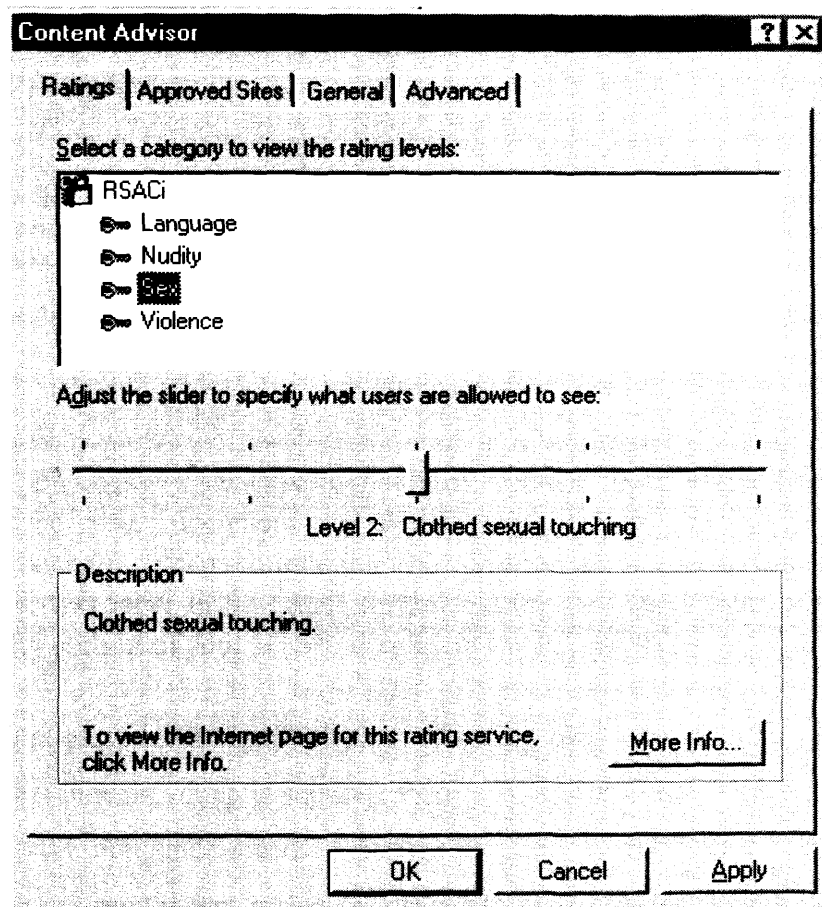 Content Advisor ? X
Ratings Approved Sites General Advanced
Select a category to view the rating levels:
RSACi
Language
Nudity
Sex
Violence
Adjust the slider to specify what users are allowed to see:
Level 2: Clothed sexual touching
Description
Clothed sexual touching.
To view the Internet page for this rating service,
click More Info.
More Info...
OK Cancel Apply